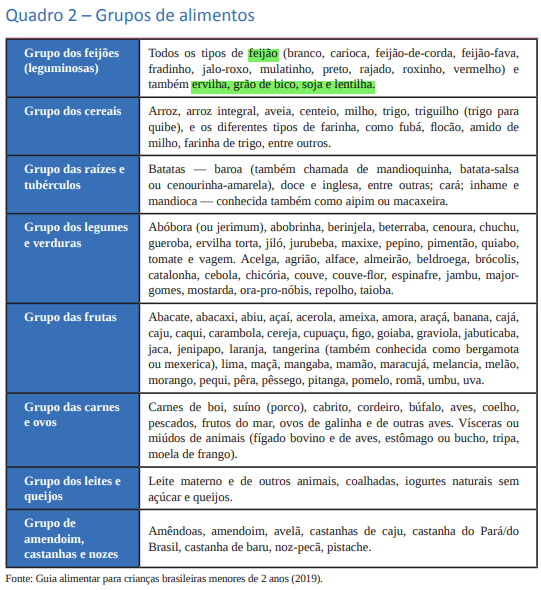 Quadro 2 – Grupos de alimentos
Grupo dos feijões
(leguminosas)
Todos os tipos de feijão (branco, carioca, feijão-de-corda, feijão-fava,
fradinho, jalo-roxo, mulatinho, preto, rajado, roxinho, vermelho) e
também ervilha, grão de bico, soja e lentilha.
Grupo dos cereais
Arroz, arroz integral, aveia, centeio, milho, trigo, triguilho (trigo para
quibe), e os diferentes tipos de farinha, como fubá, flocão, amido de
milho, farinha de trigo, entre outros.
Grupo das raízes e
tubérculos
Batatas — baroa (também chamada de mandioquinha, batata-salsa
ou cenourinha-amarela), doce e inglesa, entre outras; cará; inhame e
mandioca — conhecida também como aipim ou macaxeira.
Grupo dos legumes
e verduras
Abóbora (ou jerimum), abobrinha, berinjela, beterraba, cenoura, chuchu,
gueroba, ervilha torta, jiló, jurubeba, maxixe, pepino, pimentão, quiabo,
tomate e vagem. Acelga, agrião, alface, almeirão, beldroega, brócolis,
catalonha, cebola, chicória, couve, couve-flor, espinafre, jambu, major-
gomes, mostarda, ora-pro-nóbis, repolho, taioba.
Grupo das frutas
Abacate, abacaxi, abiu, açaí, acerola, ameixa, amora, araçá, banana, cajá,
caju, caqui, carambola, cereja, cupuaçu, figo, goiaba, graviola, jabuticaba,
jaca, jenipapo, laranja, tangerina (também conhecida como bergamota
ou mexerica), lima, maçã, mangaba, mamão, maracujá, melancia, melão,
morango, pequi, pêra, pêssego, pitanga, pomelo, romã, umbu, uva.
Grupo das carnes
e ovos
Carnes de boi, suíno (porco), cabrito, cordeiro, búfalo, aves, coelho,
pescados, frutos do mar, ovos de galinha e de outras aves. Vísceras ou
miúdos de animais (fígado bovino e de aves, estômago ou bucho, tripa,
moela de frango).
Grupo dos leites e
queijos
Leite materno e de outros animais, coalhadas, iogurtes naturais sem
açúcar e queijos.
Grupo de
amendoim,
castanhas e nozes
Amêndoas, amendoim, avelã, castanhas de caju, castanha do Pará/do
Brasil, castanha de baru, noz-pecã, pistache.
Fonte: Guia alimentar para crianças brasileiras menores de 2 anos (2019).